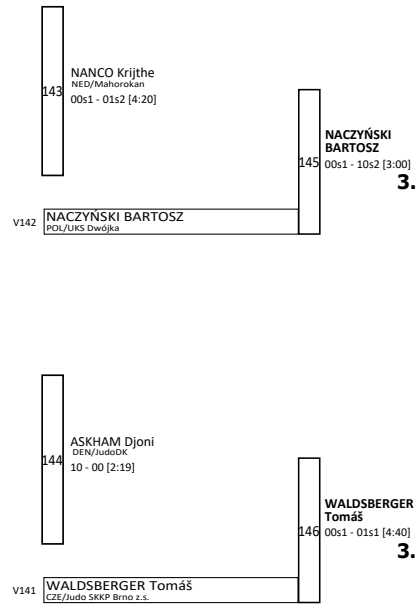 NANCO Krijthe
NED/Mahorokan
143
00s1 - 01s2 [4:20]
NACZYŃSKI
BARTOSZ
145
00s1 - 10s2 [3:00]
3.
V142
NACZYŃSKI BARTOSZ
POL/UKS Dwójka
ASKHAM Djoni
DEN/JudoDK
144
10 - 00 [2:19]
WALDSBERGER
Tomáš
146
00s1 - 01s1 [4:40]
3.
V141
WALDSBERGER Tomáš
CZE/Judo SKKP Brno z.s.